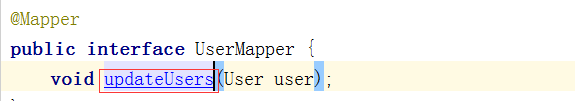 @Mapper
public interface UserMapper {
void updateUsers(User user);